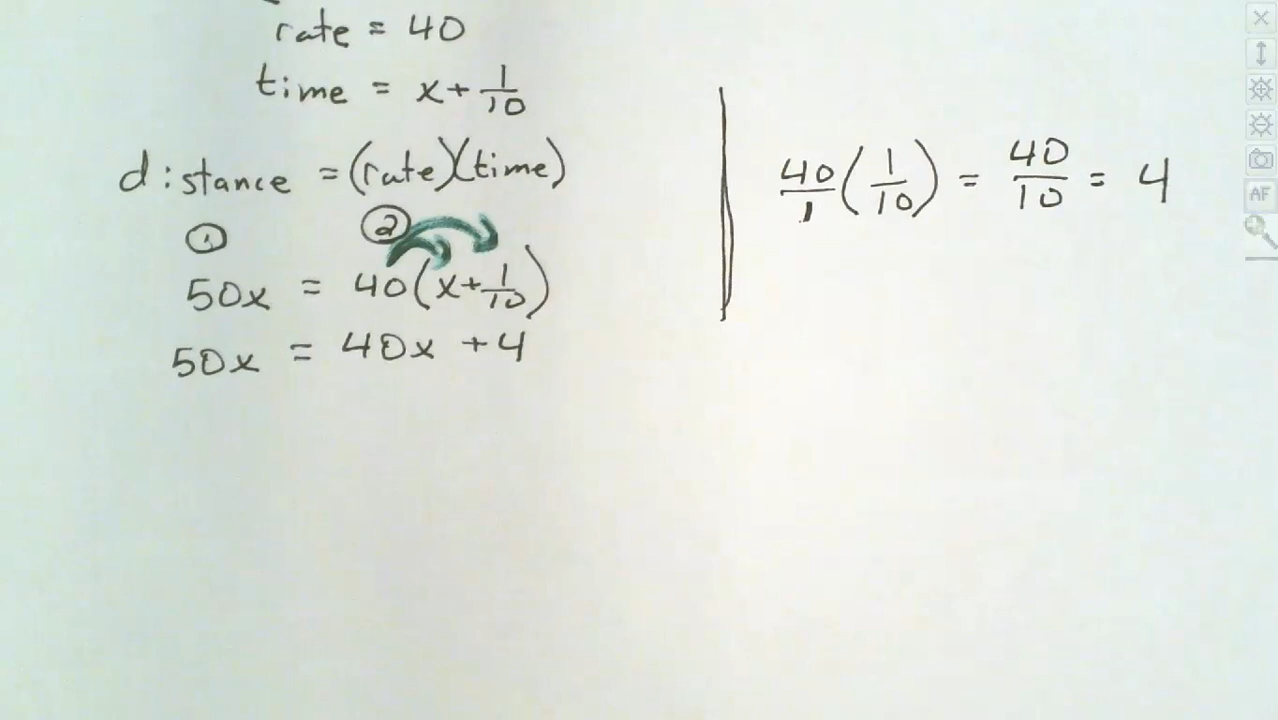 rate = 40
time = x + 1/10
distance = (rate)(time)
① ②
50x = 40(x + 1/10)
50x = 40x + 4
40/1 (1/10) = 40/10 = 4
AF